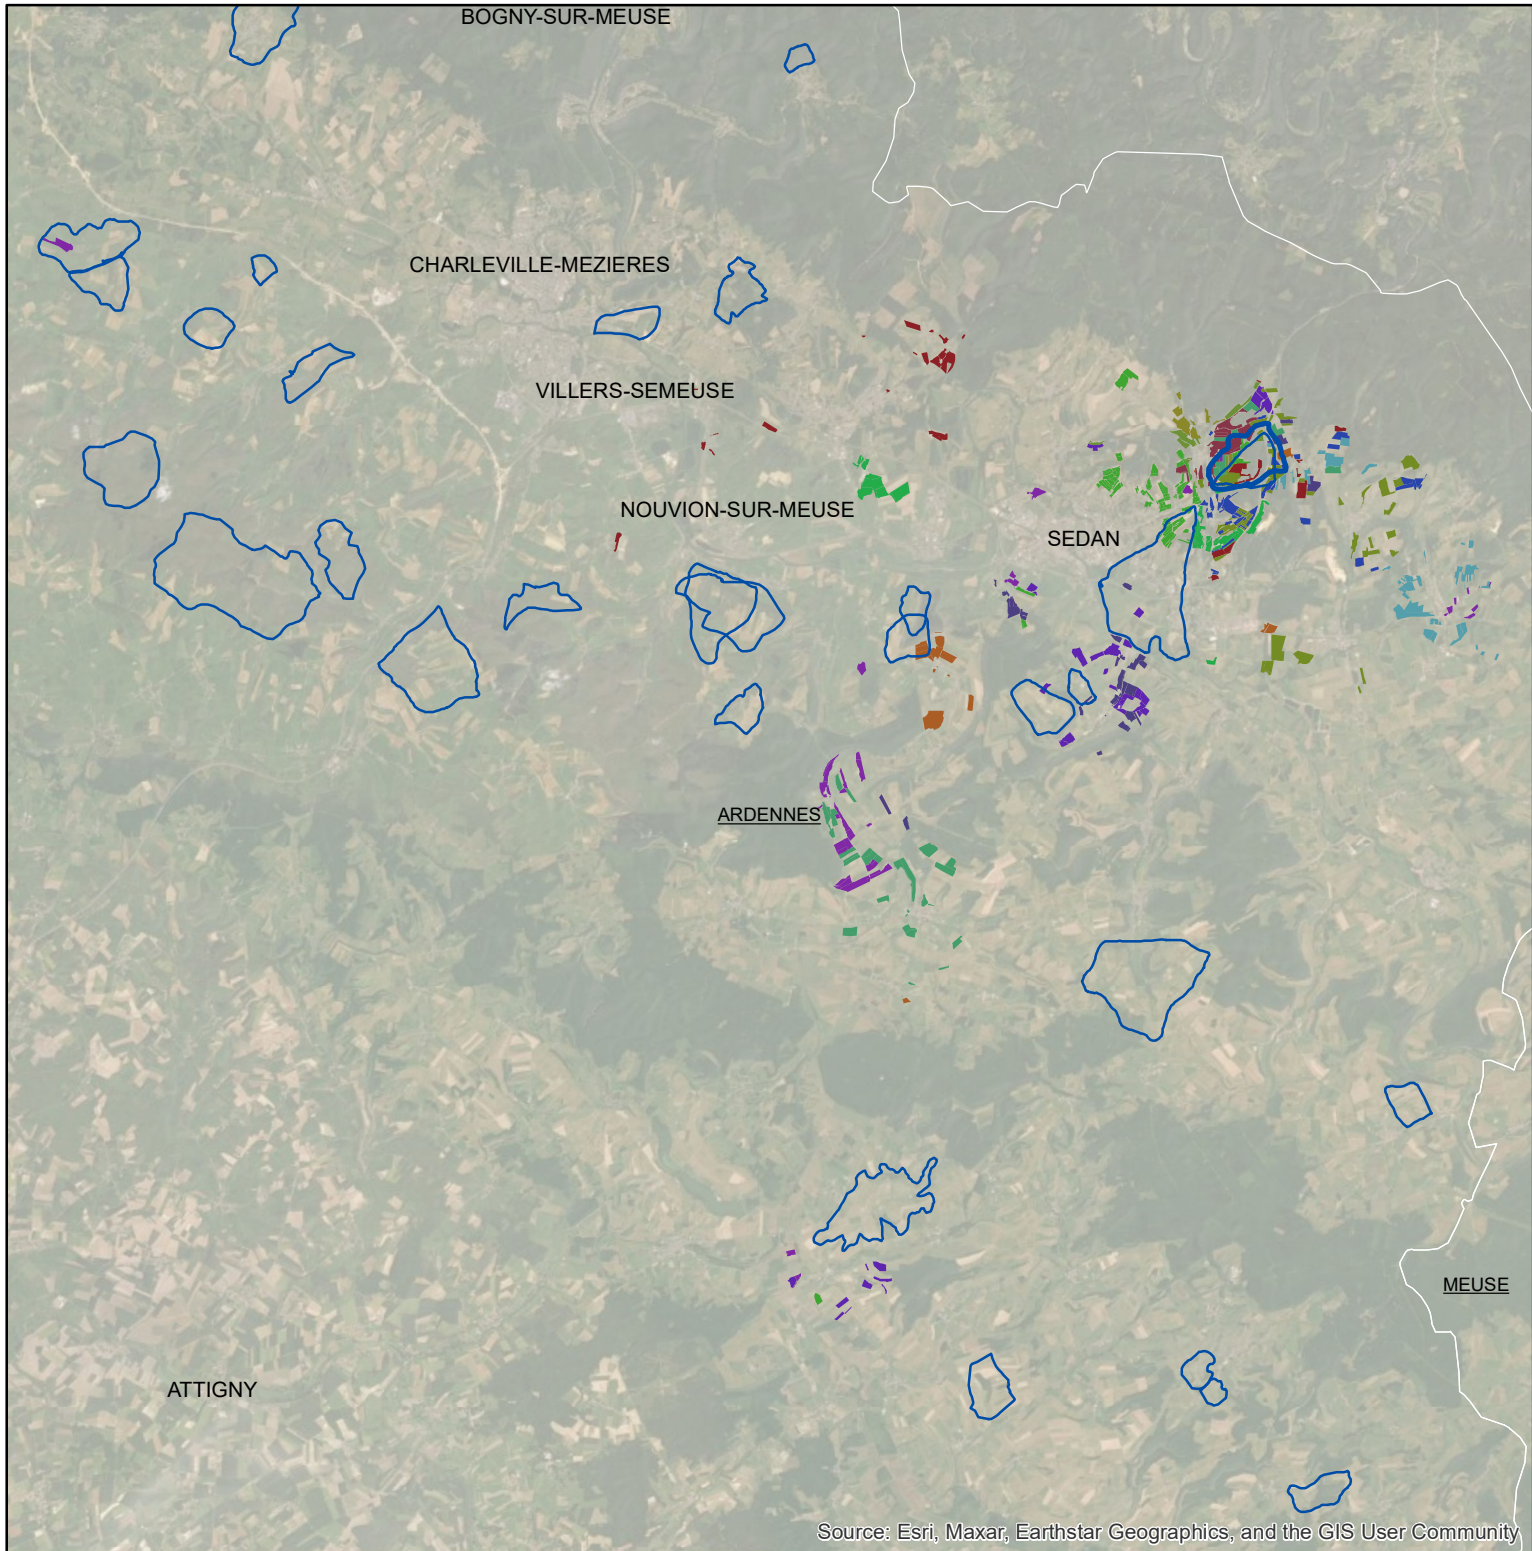 BOGNY-SUR-MEUSE
CHARLEVILLE-MEZIERES
VILLERS-SEMEUSE
NOUVION-SUR-MEUSE
SEDAN
ARDENNES
MEUSE
ATTIGNY
Source: Esri, Maxar, Earthstar Geographics, and the GIS User Community